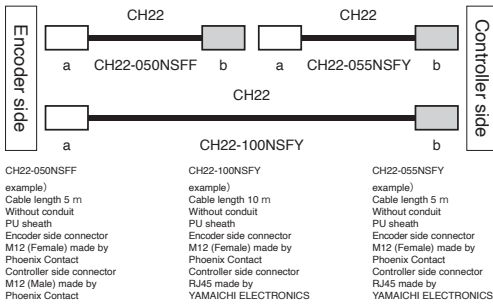 CH22
CH22
Encoder side
a
CH22-050NSFF
b
a
CH22-055NSFY
b
Controller side
CH22
a
CH22-100NSFY
b
CH22-050NSFF
example)
Cable length 5 m
Without conduit
PU sheath
Encoder side connector
M12 (Female) made by
Phoenix Contact
Controller side connector
M12 (Male) made by
Phoenix Contact
CH22-100NSFY
example)
Cable length 10 m
Without conduit
PU sheath
Encoder side connector
M12 (Female) made by
Phoenix Contact
Controller side connector
RJ45 made by
YAMAICHI ELECTRONICS
CH22-055NSFY
example)
Cable length 5 m
Without conduit
PU sheath
Encoder side connector
M12 (Female) made by
Phoenix Contact
Controller side connector
RJ45 made by
YAMAICHI ELECTRONICS